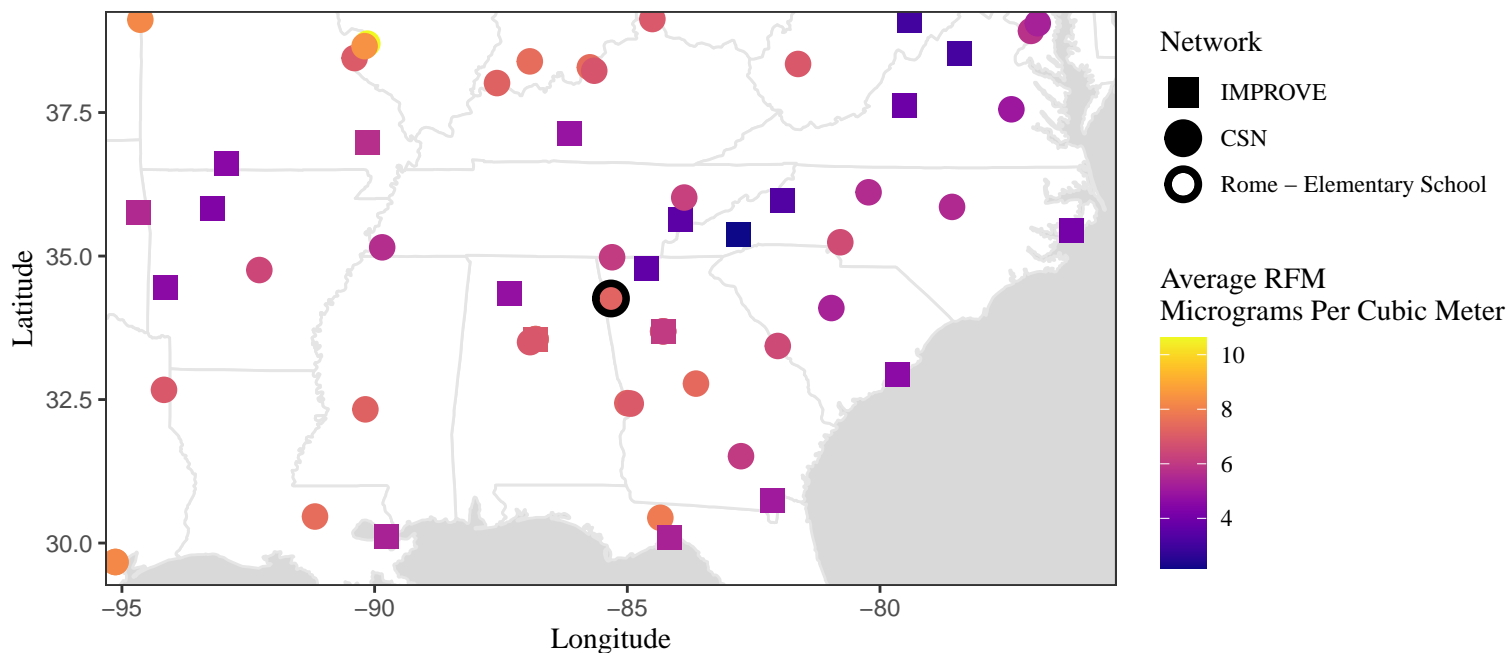 37.5
35.0
32.5
30.0
Latitude
−95
−90
−85
−80
Longitude
Network
IMPROVE
CSN
Rome − Elementary School
Average RFM
Micrograms Per Cubic Meter
10
8
6
4